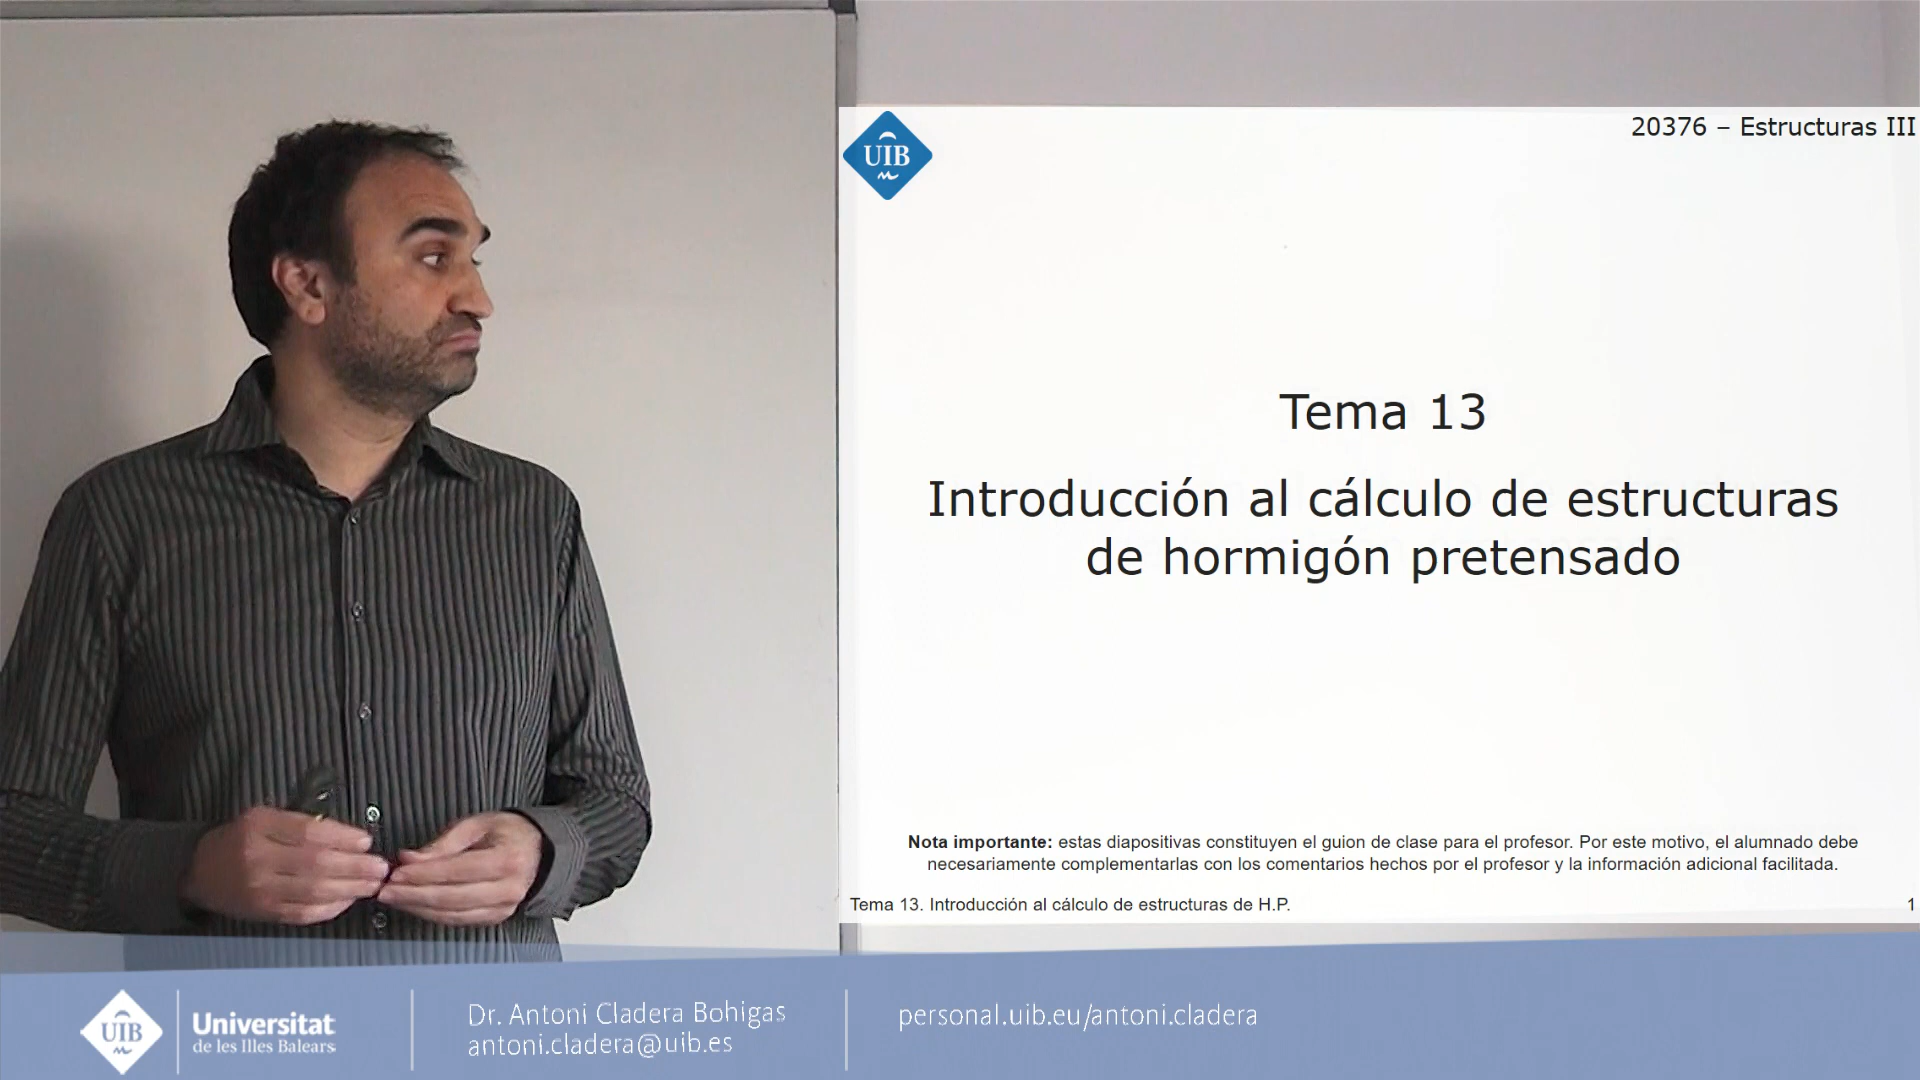 UIB
20376 – Estructuras III
Tema 13
Introducción al cálculo de estructuras
de hormigón pretensado
Nota importante: estas diapositivas constituyen el guion de clase para el profesor. Por este motivo, el alumnado debe
necesariamente complementarlas con los comentarios hechos por el profesor y la información adicional facilitada.
Tema 13. Introducción al cálculo de estructuras de H.P.
1
UIB
Universitat
de les Illes Balears
Dr. Antoni Cladera Bohigas
antoni.cladera@uib.es
personal.uib.eu/antoni.cladera